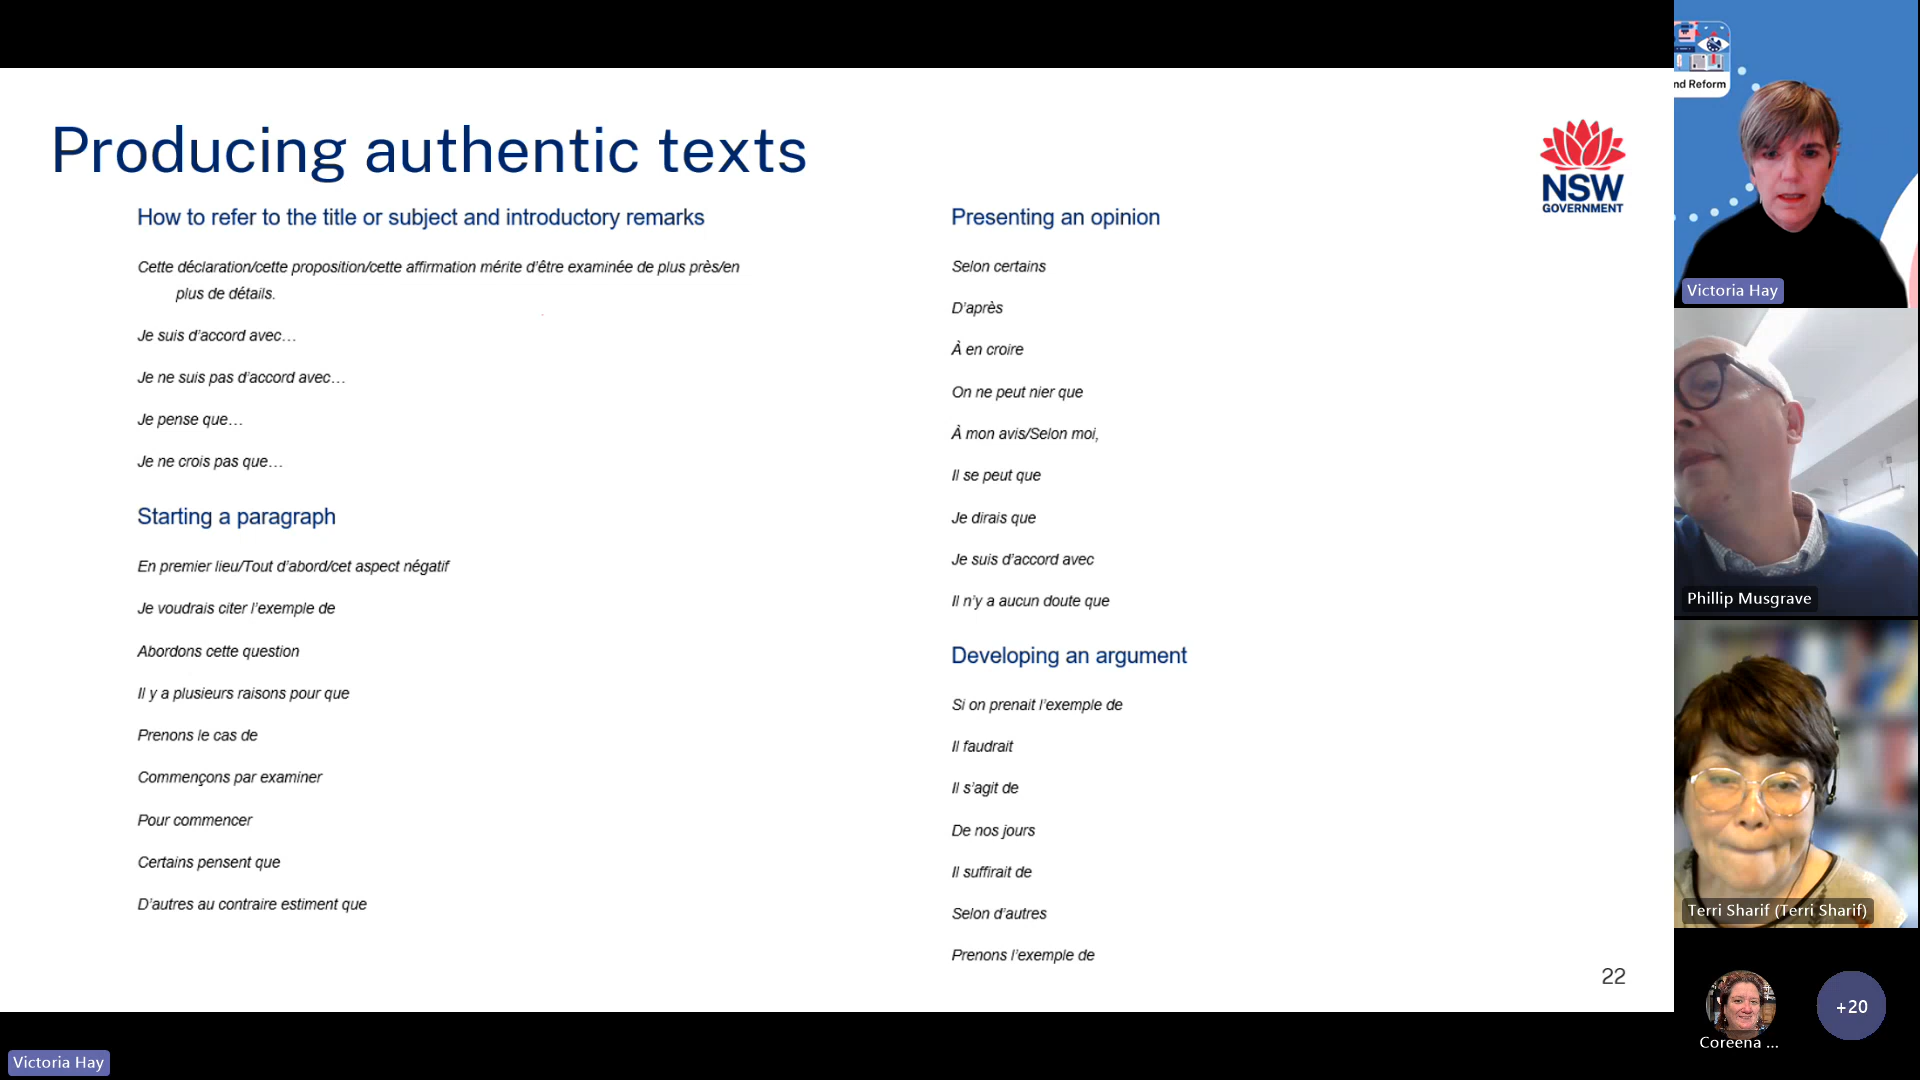 Producing authentic texts
How to refer to the title or subject and introductory remarks
Cette déclaration/cette proposition/cette affirmation mérite d’être examinée de plus près/en
plus de détails.
Je suis d’accord avec…
Je ne suis pas d’accord avec…
Je pense que…
Je ne crois pas que…
Starting a paragraph
En premier lieu/Tout d’abord/cet aspect négatif
Je voudrais citer l’exemple de
Abordons cette question
Il y a plusieurs raisons pour que
Prenons le cas de
Commençons par examiner
Pour commencer
Certains pensent que
D’autres au contraire estiment que
Presenting an opinion
Selon certains
D’après
À en croire
On ne peut nier que
À mon avis/Selon moi,
Il se peut que
Je dirais que
Je suis d’accord avec
Il n’y a aucun doute que
Developing an argument
Si on prenait l’exemple de
Il faudrait
Il s’agit de
De nos jours
Il suffirait de
Selon d’autres
Prenons l’exemple de
22
NSW
GOVERNMENT
nd Reform
Victoria Hay
Phillip Musgrave
Terri Sharif (Terri Sharif)
Coreena ...
+20
Victoria Hay